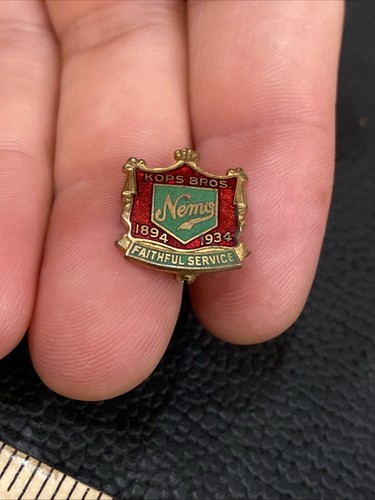 KOPS BROS.
Nemo
1894 1934
FAITHFUL SERVICE